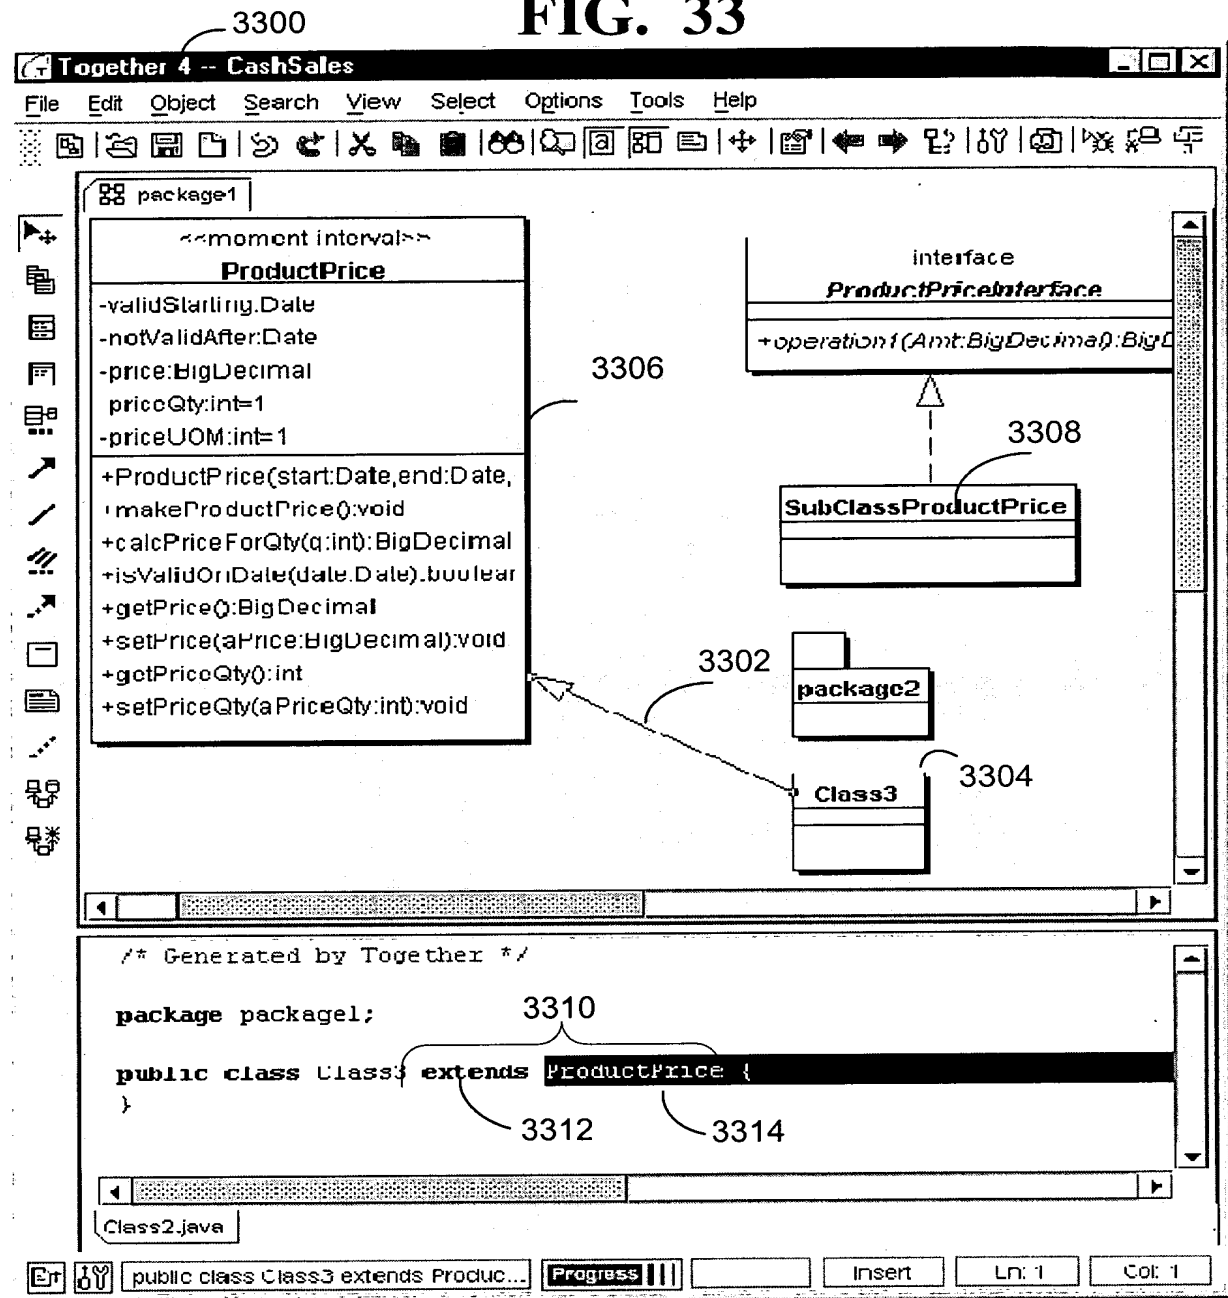 FIG. 33
3300
Together 4 -- CashSales
File Edit Object Search View Select Options Tools Help
package1
<<moment interval>>
ProductPrice
-validStarting:Date
-notValidAfter:Date
-price:BigDecimal
priceQty:int=1
-priceUOM:int=1
+ProductPrice(start:Date,end:Date,
+makeProductPrice():void
+calcPriceForQty(q:int):BigDecimal
+isValidOnDate(date:Date):boolear
+getPrice():BigDecimal
+setPrice(aPrice:BigDecimal):void
+getPriceQty():int
+setPriceQty(aPriceQty:int):void
3306
interface
ProductPriceInterface
+operation1(Amt:BigDecimal):BigD
3308
SubClassProductPrice
3302
package2
3304
Class3
/* Generated by Together */
package package1;
3310
public class Class3 extends ProductPrice {
}
3312
3314
Class2.java
public class Class3 extends Produc... Progress Insert Ln: 1 Col: 1